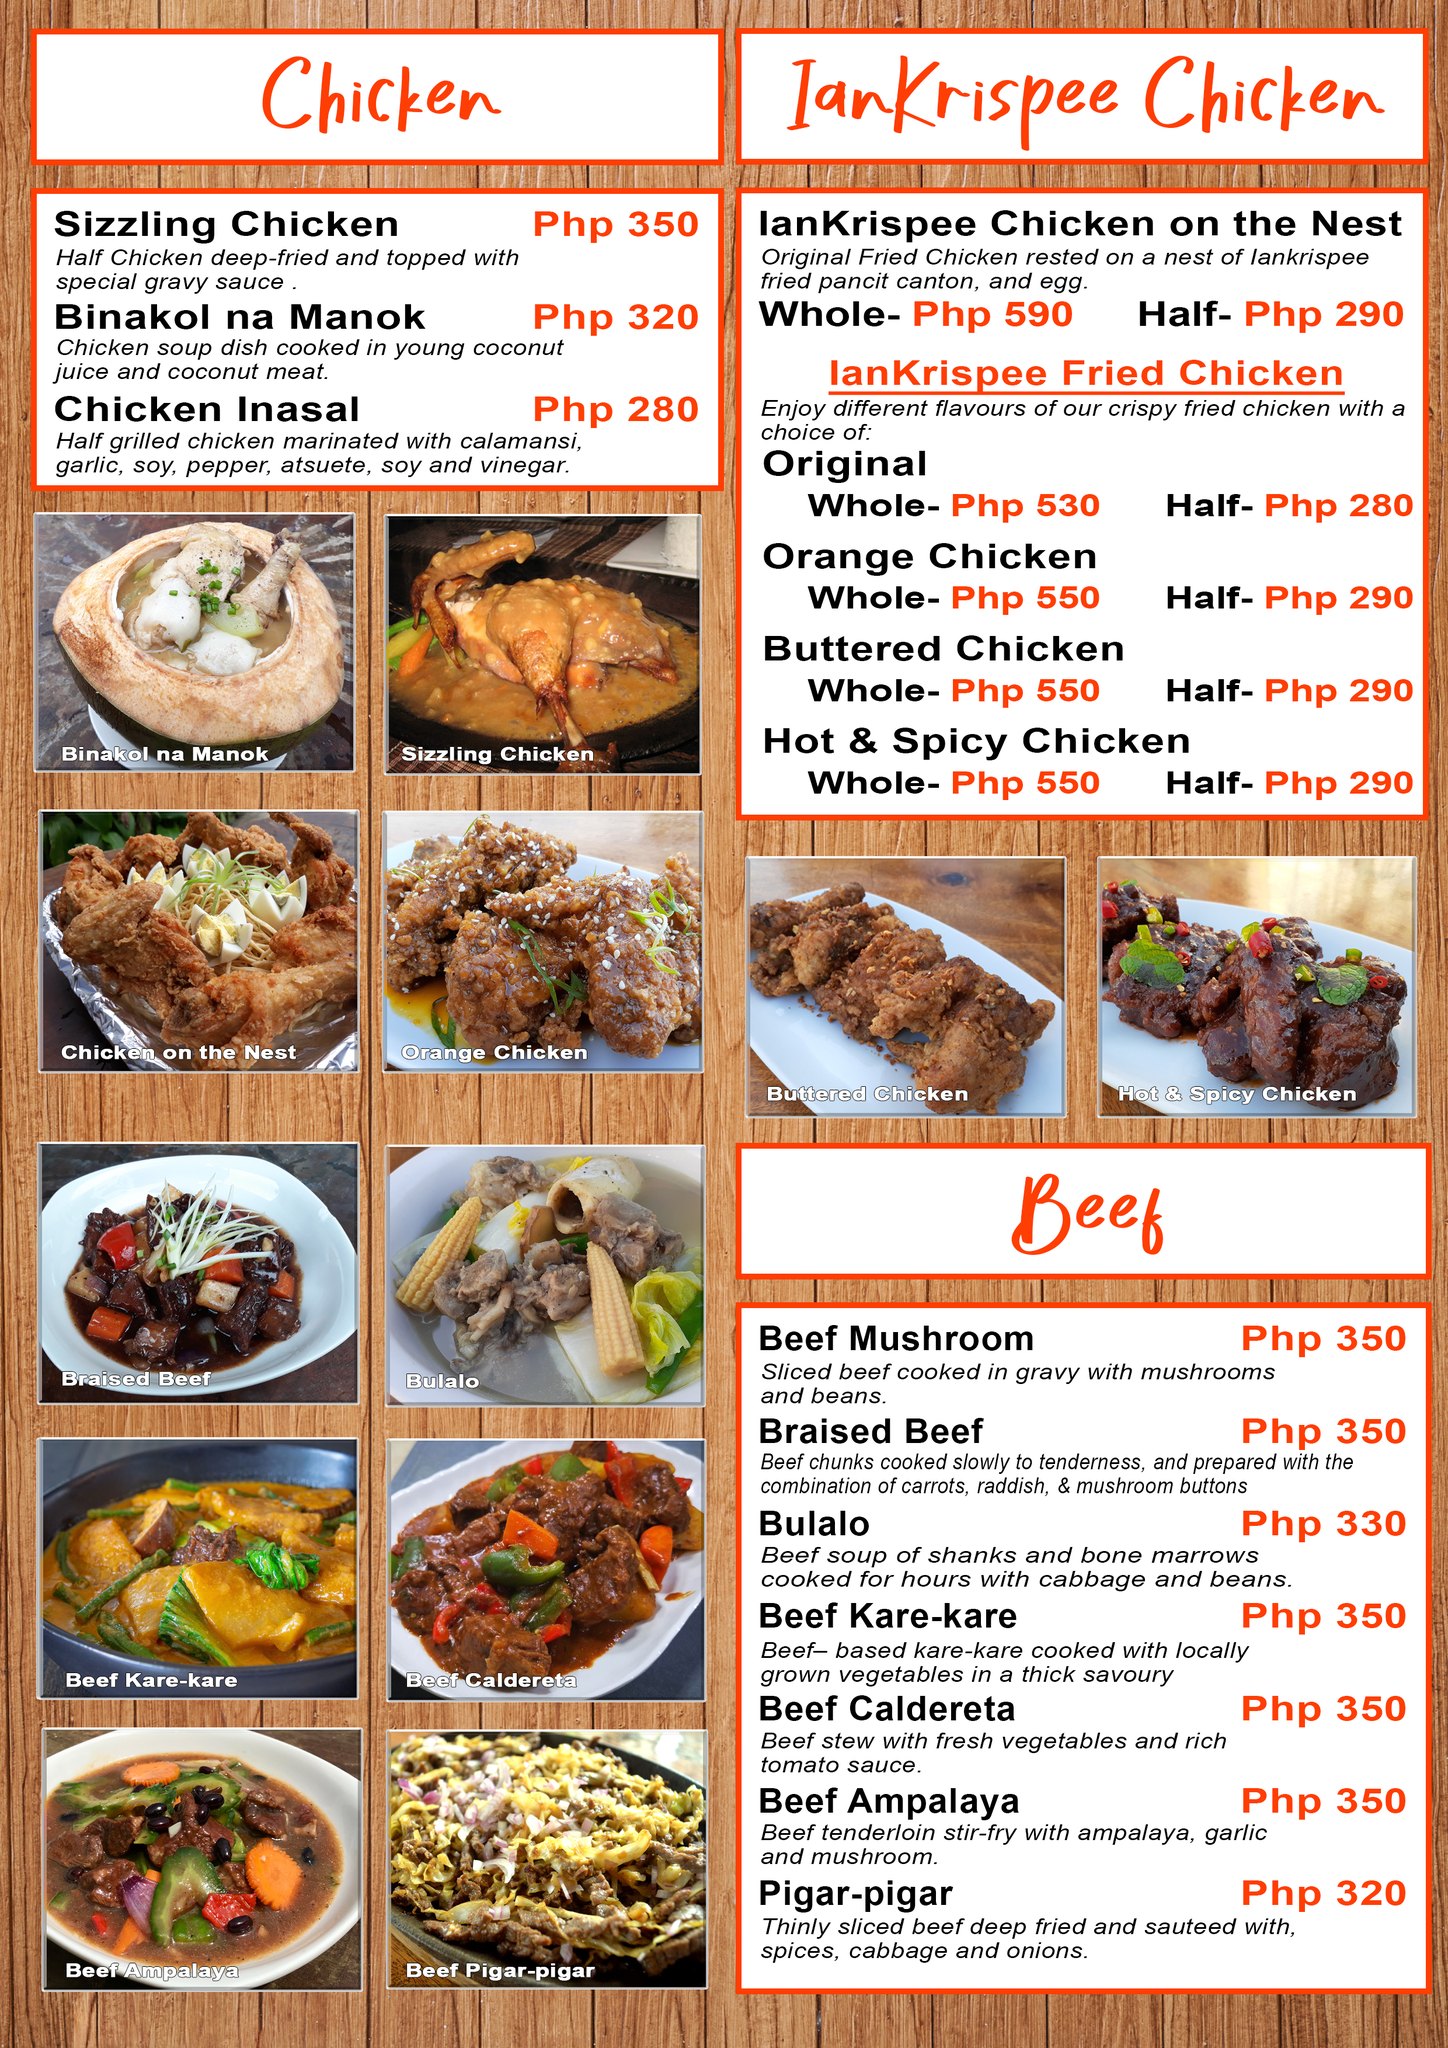 Chicken
Sizzling Chicken Php 350
Half Chicken deep-fried and topped with
special gravy sauce .
Binakol na Manok Php 320
Chicken soup dish cooked in young coconut
juice and coconut meat.
Chicken Inasal Php 280
Half grilled chicken marinated with calamansi,
garlic, soy, pepper, atsuete, soy and vinegar.
Binakol na Manok
Sizzling Chicken
Chicken on the Nest
Orange Chicken
IanKrispee Chicken
IanKrispee Chicken on the Nest
Original Fried Chicken rested on a nest of Iankrispee
fried pancit canton, and egg.
Whole- Php 590 Half- Php 290
IanKrispee Fried Chicken
Enjoy different flavours of our crispy fried chicken with a
choice of:
Original
Whole- Php 530 Half- Php 280
Orange Chicken
Whole- Php 550 Half- Php 290
Buttered Chicken
Whole- Php 550 Half- Php 290
Hot & Spicy Chicken
Whole- Php 550 Half- Php 290
Buttered Chicken
Hot & Spicy Chicken
Braised Beef
Bulalo
Beef Kare-kare
Beef Caldereta
Beef Ampalaya
Beef Pigar-pigar
Beef
Beef Mushroom Php 350
Sliced beef cooked in gravy with mushrooms
and beans.
Braised Beef Php 350
Beef chunks cooked slowly to tenderness, and prepared with the
combination of carrots, raddish, & mushroom buttons
Bulalo Php 330
Beef soup of shanks and bone marrows
cooked for hours with cabbage and beans.
Beef Kare-kare Php 350
Beef– based kare-kare cooked with locally
grown vegetables in a thick savoury
Beef Caldereta Php 350
Beef stew with fresh vegetables and rich
tomato sauce.
Beef Ampalaya Php 350
Beef tenderloin stir-fry with ampalaya, garlic
and mushroom.
Pigar-pigar Php 320
Thinly sliced beef deep fried and sauteed with,
spices, cabbage and onions.